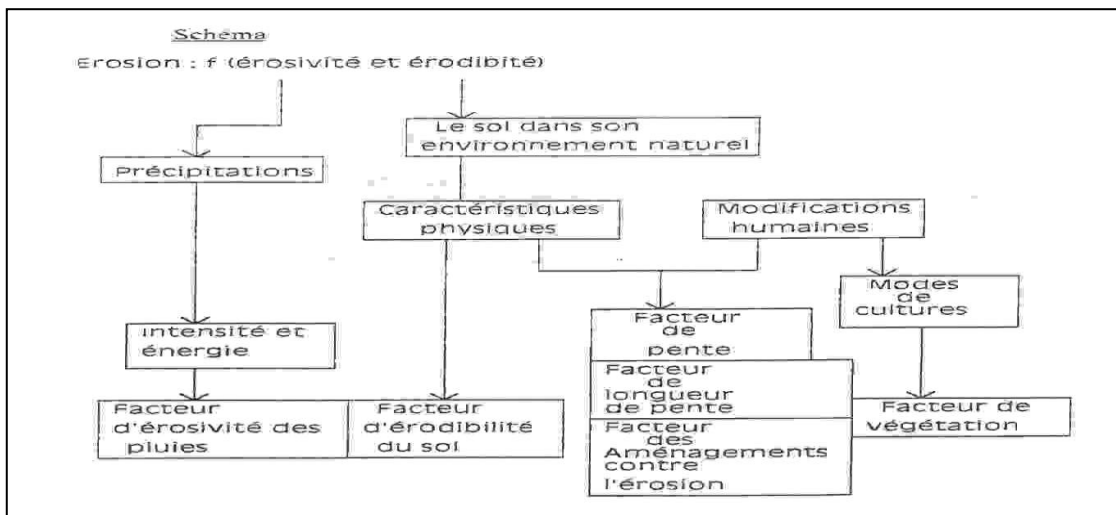 Schéma
Erosion : f (érosivité et érodibité)
Le sol dans son
environnement naturel
Précipitations
Caractéristiques
physiques
Modifications
humaines
Modes
de
cultures
Intensité et
énergie
Facteur
de
pente
Facteur
de
longueur
de pente
Facteur
d'érosivité des
pluies
Facteur
d'érodibilité
du sol
Facteur de
végétation
Facteur
des
Aménagements
contre
l'érosion